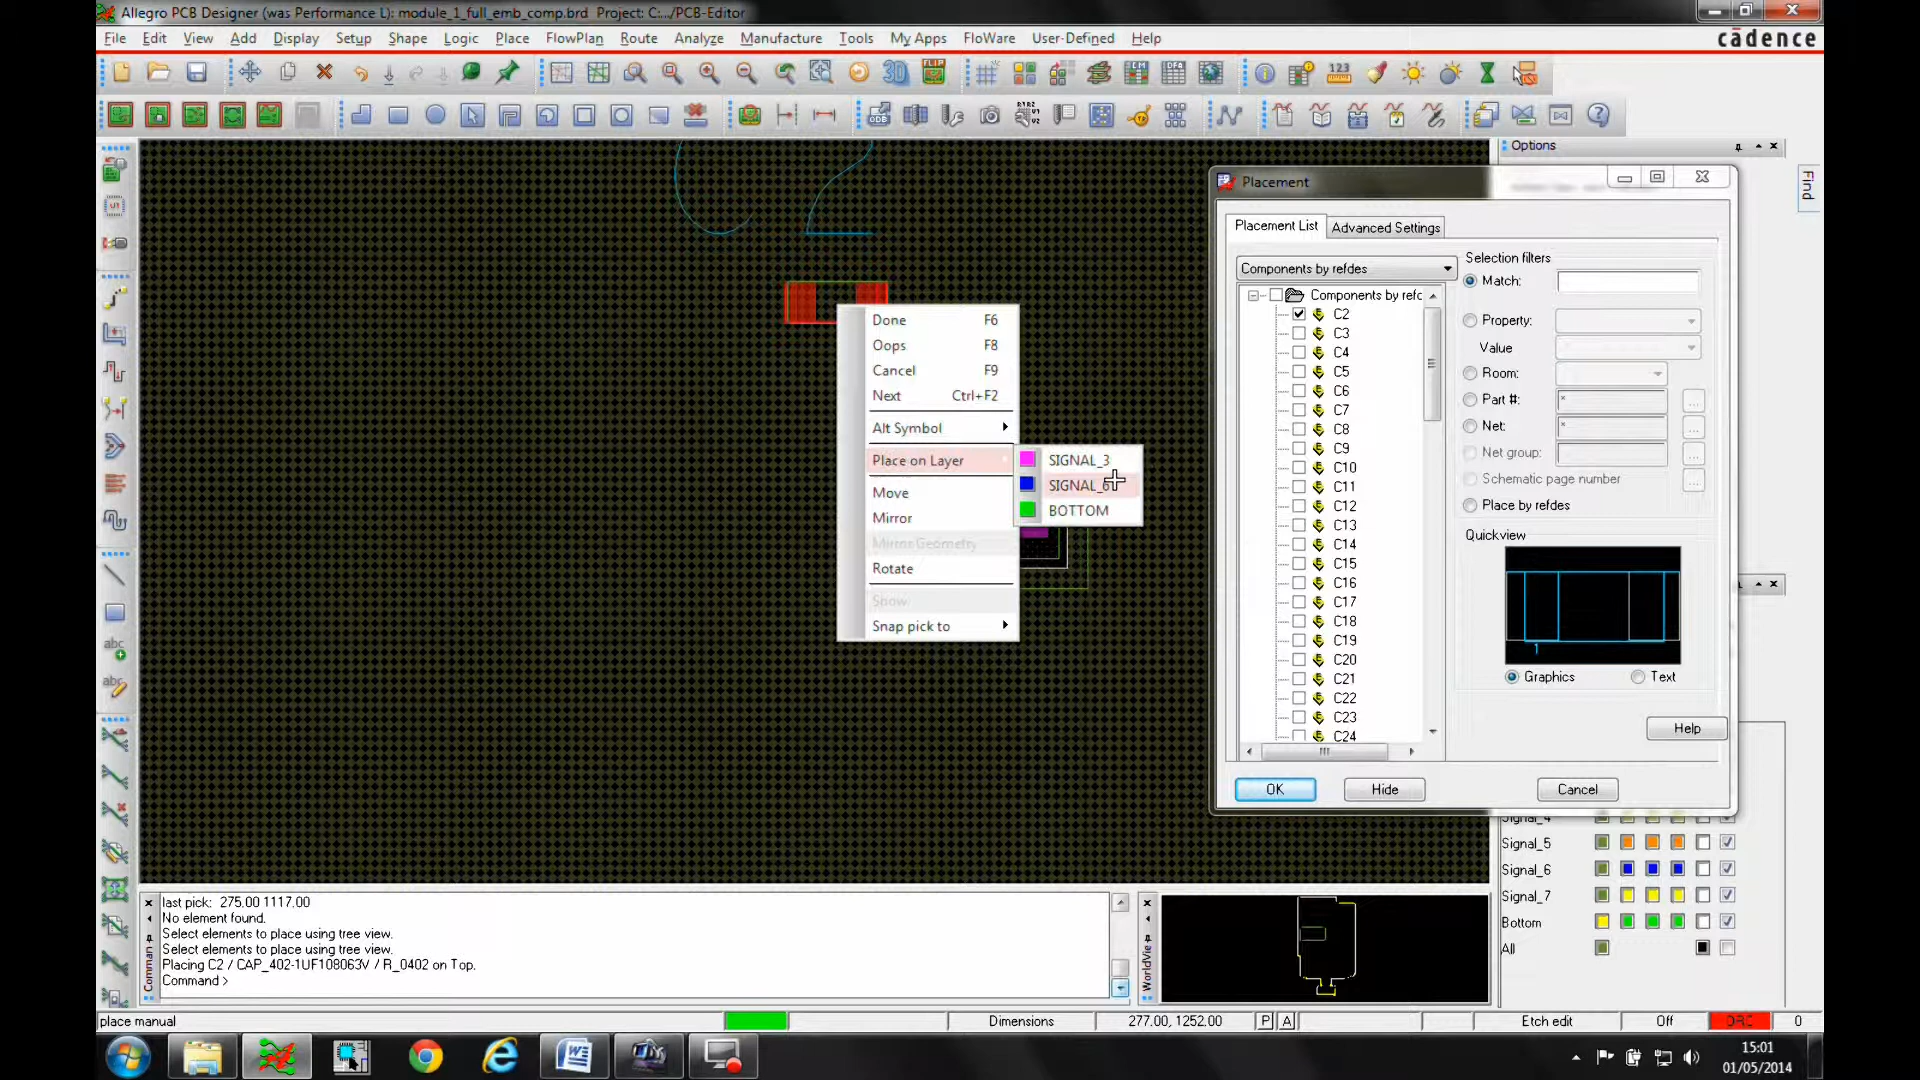 Allegro PCB Designer (was Performance L): module_1_full_emb_comp.brd Project: C:.../PCB-Editor
File Edit View Add Display Setup Shape Logic Place FlowPlan Route Analyze Manufacture Tools My Apps FloWare User-Defined Help
cādence
Options
Find
Placement
Placement List
Advanced Settings
Components by refdes
Components by refc
C2
C3
C4
C5
C6
C7
C8
C9
C10
C11
C12
C13
C14
C15
C16
C17
C18
C19
C20
C21
C22
C23
C24
Selection filters
Match:
Property:
Value
Room:
Part #: *
Net: *
Net group:
Schematic page number
Place by refdes
Quickview
1
Graphics Text
Help
OK Hide Cancel
Done F6
Oops F8
Cancel F9
Next Ctrl+F2
Alt Symbol
Place on Layer
Move
Mirror
Mirror Geometry
Rotate
Show
Snap pick to
SIGNAL_3
SIGNAL_6
BOTTOM
Signal_4
Signal_5
Signal_6
Signal_7
Bottom
All
last pick: 275.00 1117.00
No element found.
Select elements to place using tree view.
Select elements to place using tree view.
Placing C2 / CAP_402-1UF108063V / R_0402 on Top.
Command >
Comman
WorldVie
place manual
Dimensions
277.00, 1252.00
P A
Etch edit
Off
DRC
0
15:01
01/05/2014